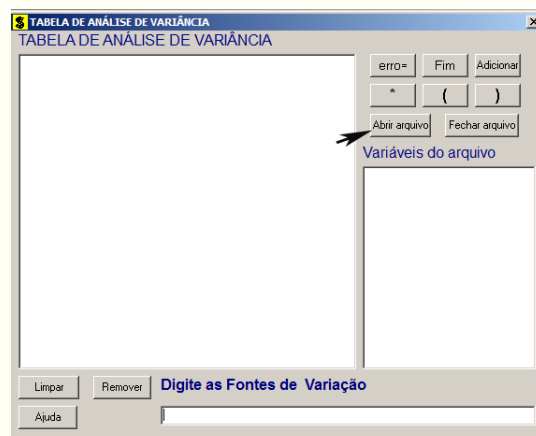 TABELA DE ANÁLISE DE VARIÂNCIA
TABELA DE ANÁLISE DE VARIÂNCIA
erro= Fim Adicionar
* ( )
Abrir arquivo Fechar arquivo
Variáveis do arquivo
Limpar Remover Digite as Fontes de Variação
Ajuda